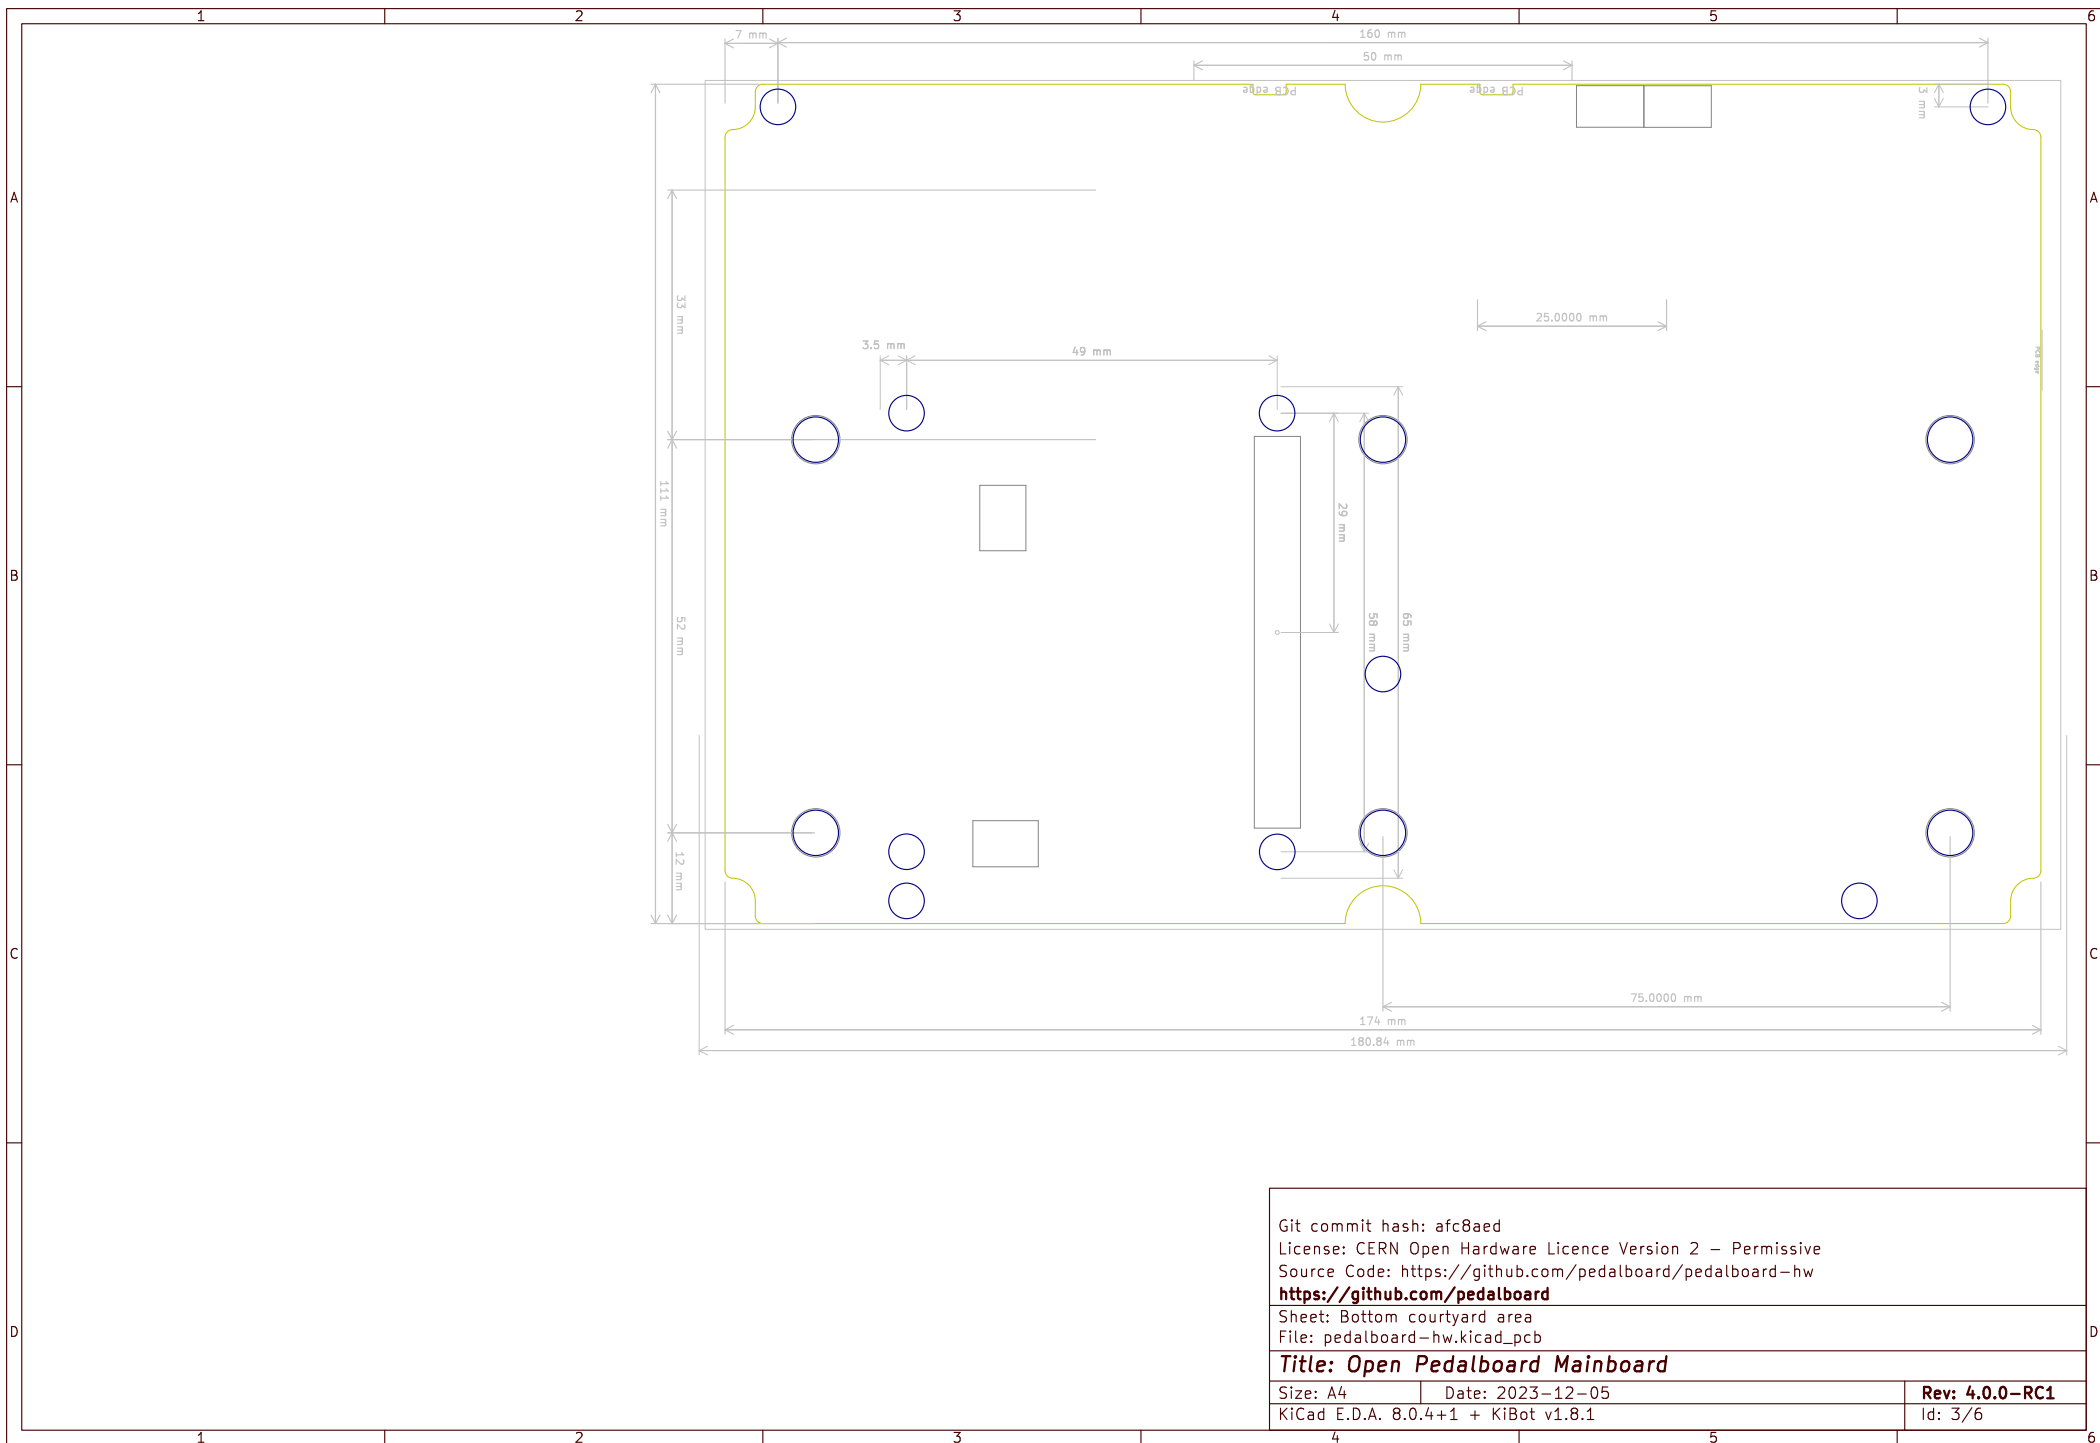 1 2 3 4 5 6
7 mm
160 mm
50 mm
PCB edge
PCB edge
3 mm
A A
33 mm
25.0000 mm
3.5 mm
49 mm
PCB edge
111 mm
29 mm
B B
52 mm
58 mm
65 mm
12 mm
C C
75.0000 mm
174 mm
180.84 mm
Git commit hash: afc8aed
License: CERN Open Hardware Licence Version 2 - Permissive
Source Code: https://github.com/pedalboard/pedalboard-hw
https://github.com/pedalboard
Sheet: Bottom courtyard area
File: pedalboard-hw.kicad_pcb
D D
Title: Open Pedalboard Mainboard
Size: A4 Date: 2023-12-05 Rev: 4.0.0-RC1
KiCad E.D.A. 8.0.4+1 + KiBot v1.8.1 Id: 3/6
1 2 3 4 5 6